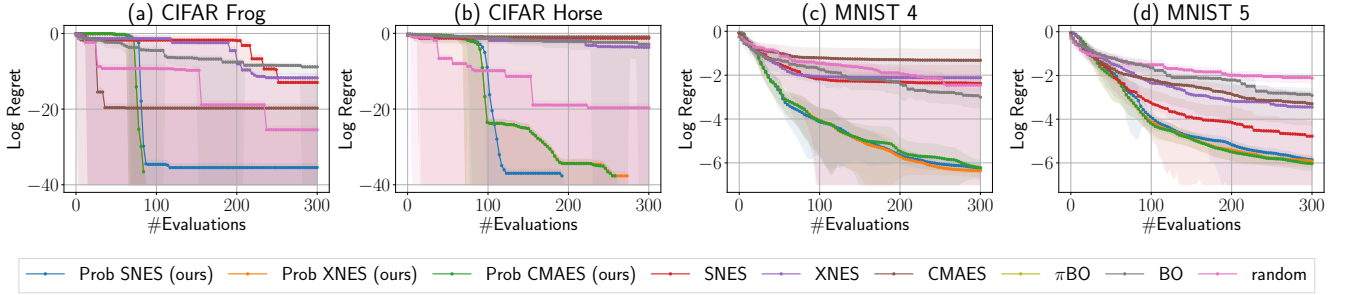 (a) CIFAR Frog
(b) CIFAR Horse
(c) MNIST 4
(d) MNIST 5
Log Regret
0
−20
−40
0
100
200
300
#Evaluations
Log Regret
0
−20
−40
0
100
200
300
#Evaluations
Log Regret
0
−2
−4
−6
0
100
200
300
#Evaluations
Log Regret
0
−2
−4
−6
0
100
200
300
#Evaluations
Prob SNES (ours) Prob XNES (ours) Prob CMAES (ours) SNES XNES CMAES πBO BO random